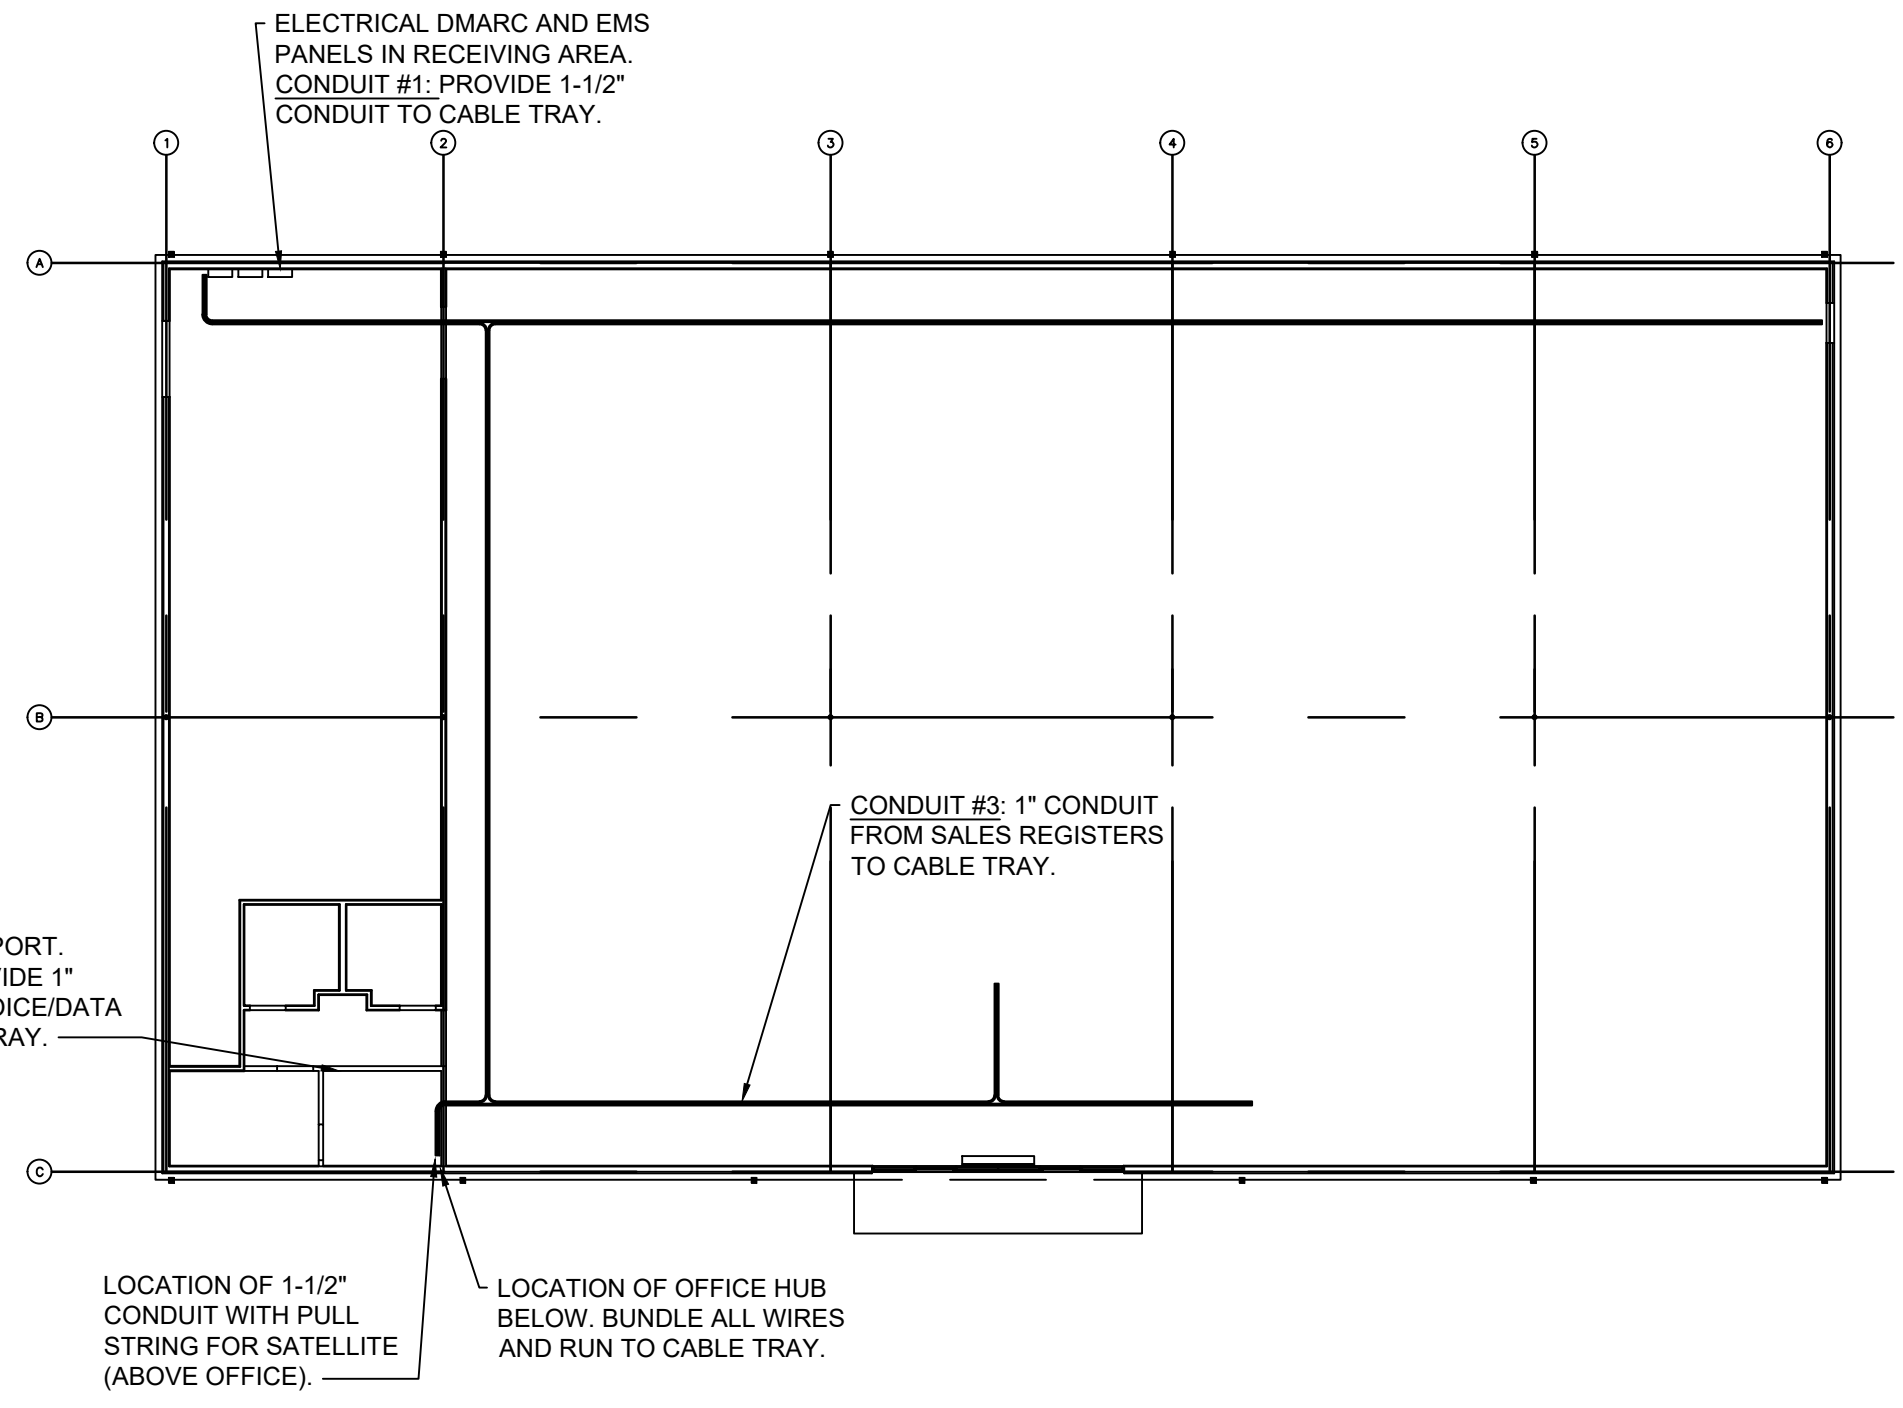 ELECTRICAL DMARC AND EMS
PANELS IN RECEIVING AREA.
CONDUIT #1: PROVIDE 1-1/2"
CONDUIT TO CABLE TRAY.
1
2
3
4
5
6
A
B
CONDUIT #3: 1" CONDUIT
FROM SALES REGISTERS
TO CABLE TRAY.
PORT.
IDE 1"
OICE/DATA
RAY.
C
LOCATION OF 1-1/2"
CONDUIT WITH PULL
STRING FOR SATELLITE
(ABOVE OFFICE).
LOCATION OF OFFICE HUB
BELOW. BUNDLE ALL WIRES
AND RUN TO CABLE TRAY.